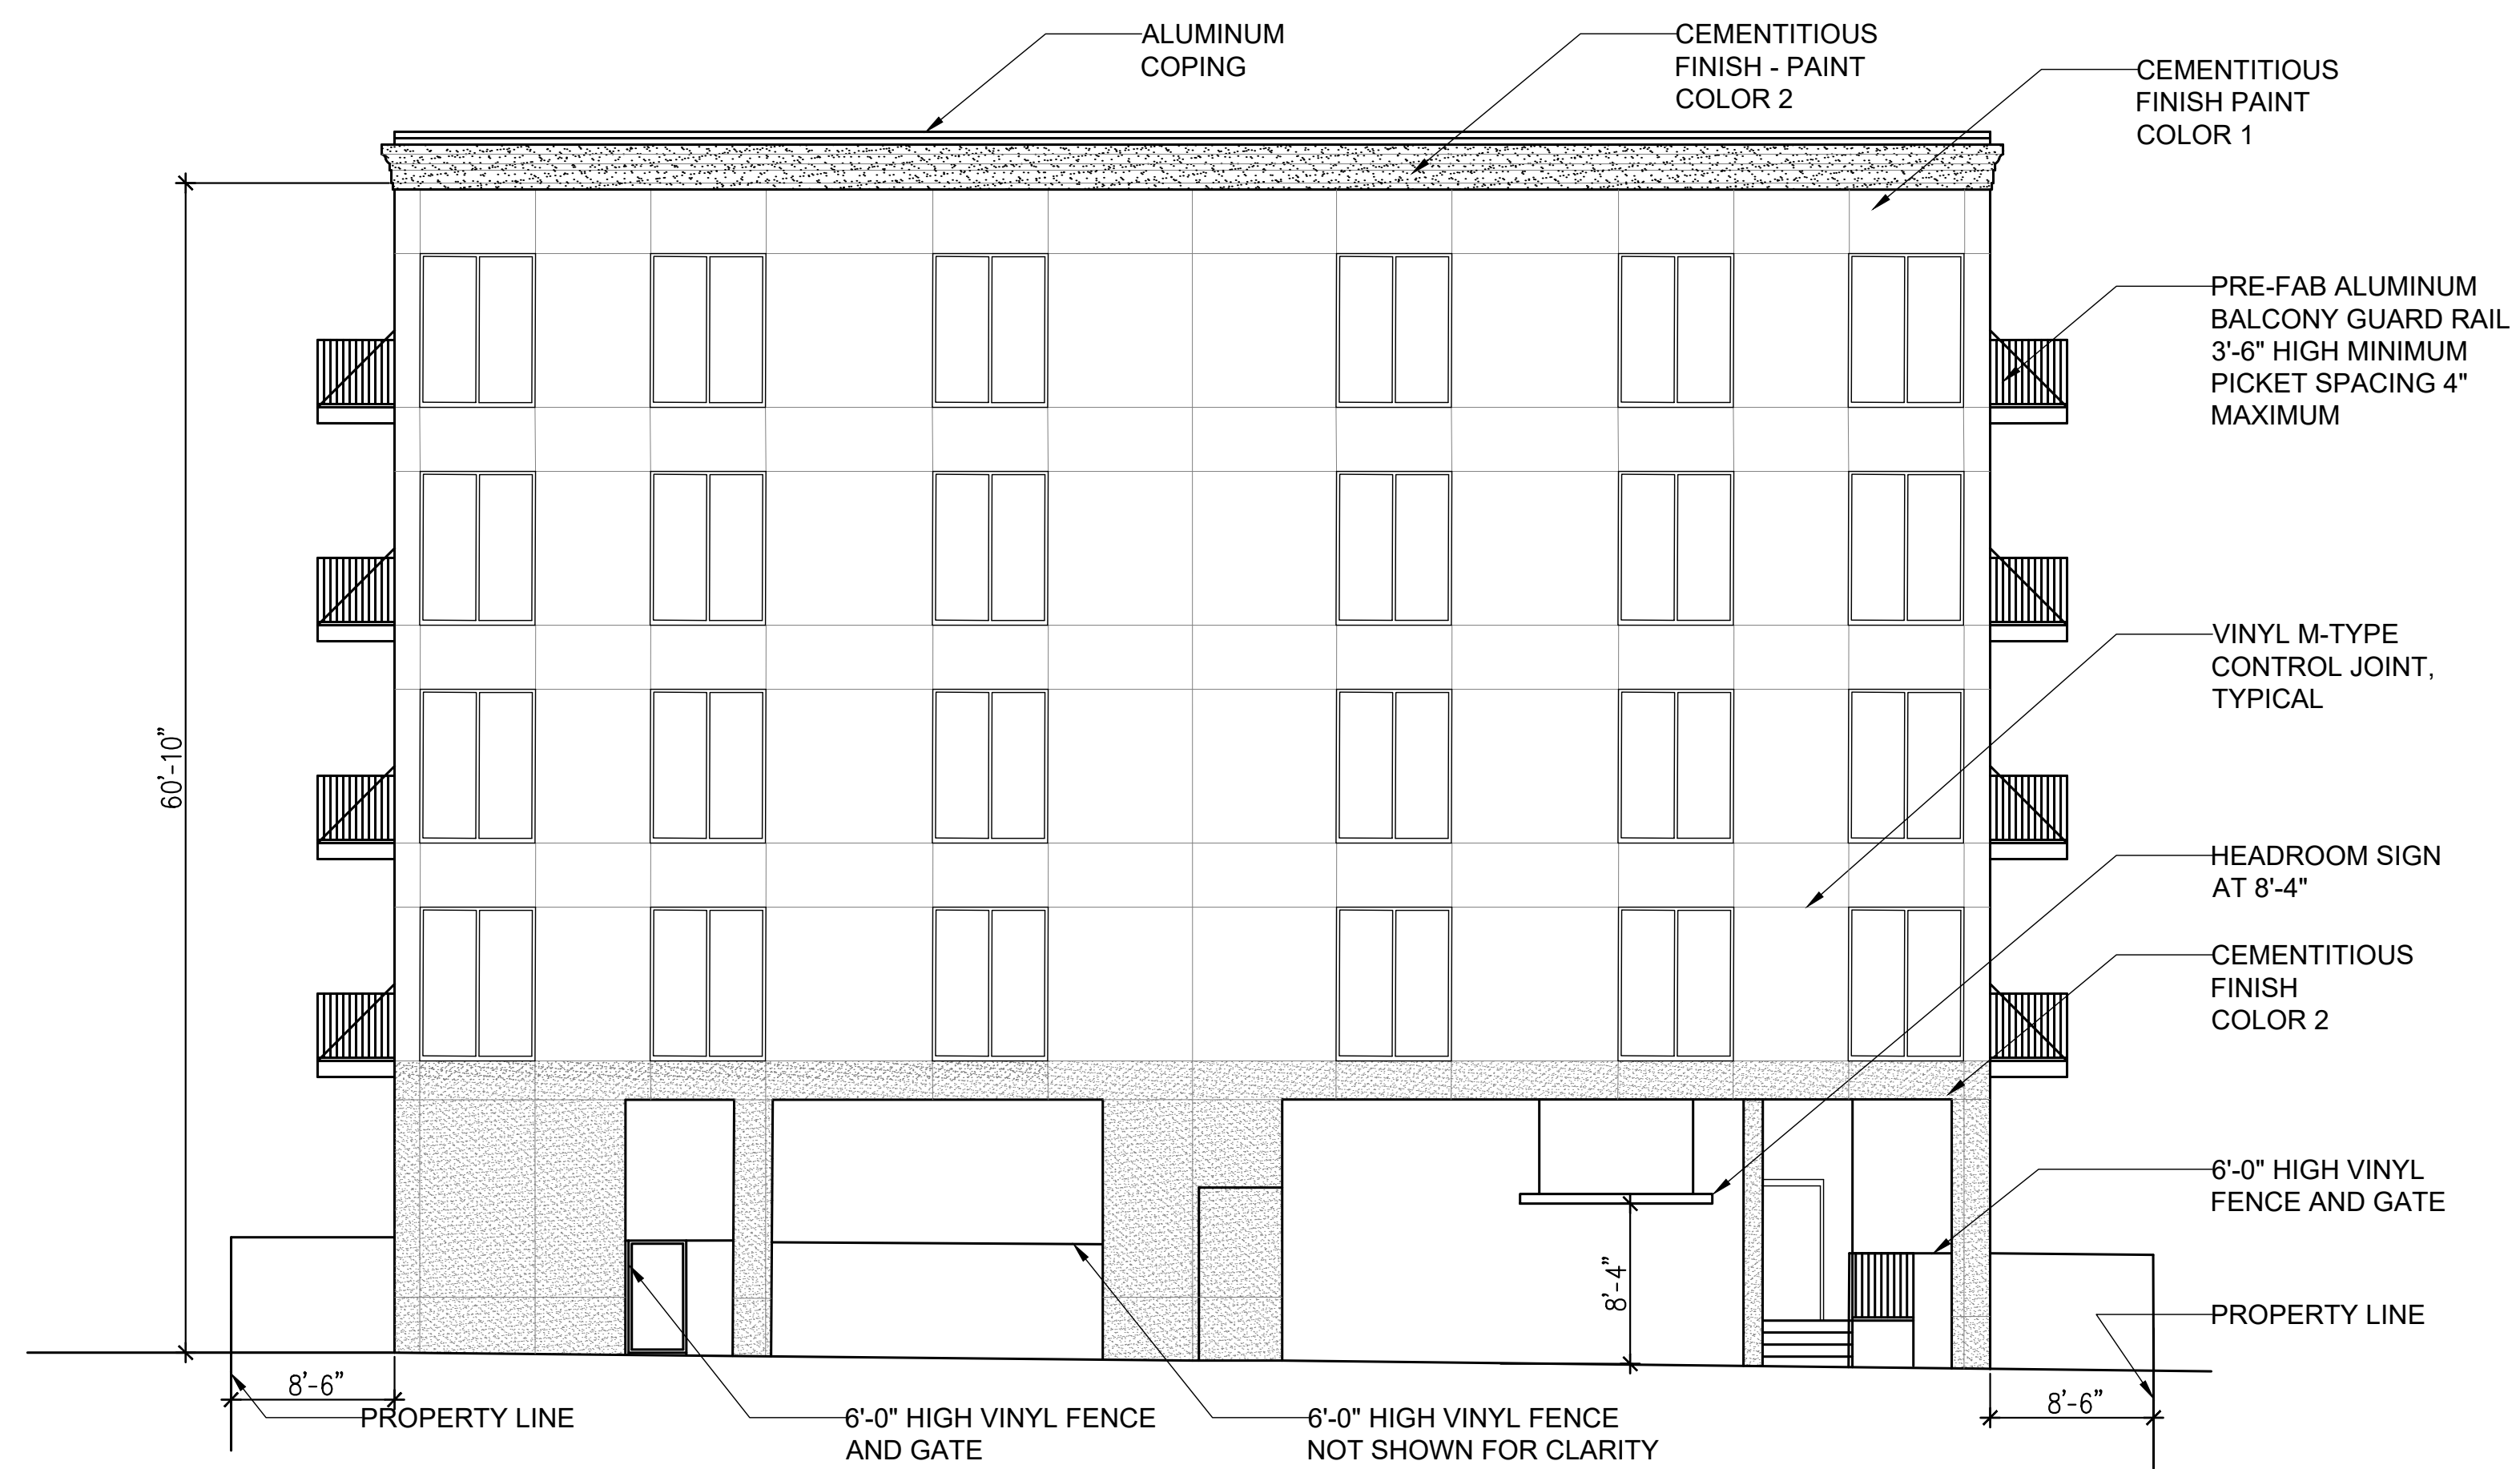 ALUMINUM
COPING
CEMENTITIOUS
FINISH - PAINT
COLOR 2
CEMENTITIOUS
FINISH PAINT
COLOR 1
PRE-FAB ALUMINUM
BALCONY GUARD RAIL
3'-6" HIGH MINIMUM
PICKET SPACING 4"
MAXIMUM
VINYL M-TYPE
CONTROL JOINT,
TYPICAL
60'-10"
HEADROOM SIGN
AT 8'-4"
CEMENTITIOUS
FINISH
COLOR 2
6'-0" HIGH VINYL
FENCE AND GATE
8'-4"
PROPERTY LINE
8'-6"
8'-6"
PROPERTY LINE
6'-0" HIGH VINYL FENCE
AND GATE
6'-0" HIGH VINYL FENCE
NOT SHOWN FOR CLARITY